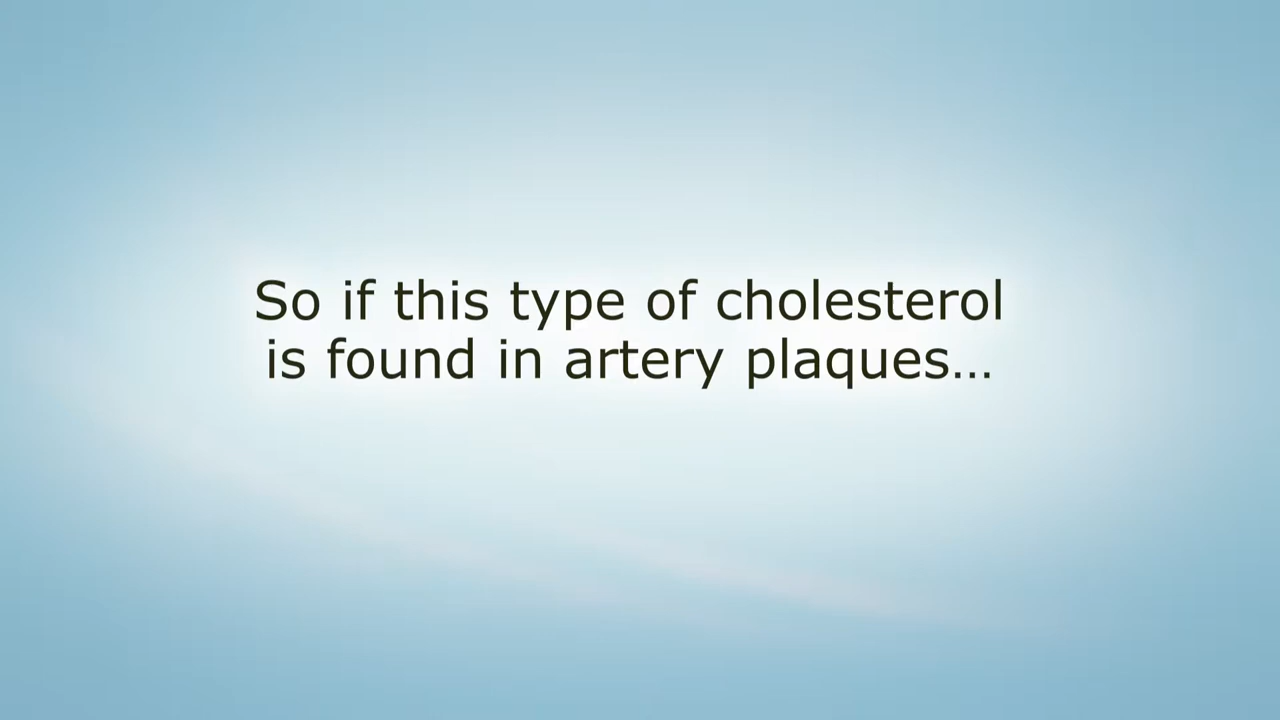 So if this type of cholesterol
is found in artery plaques…